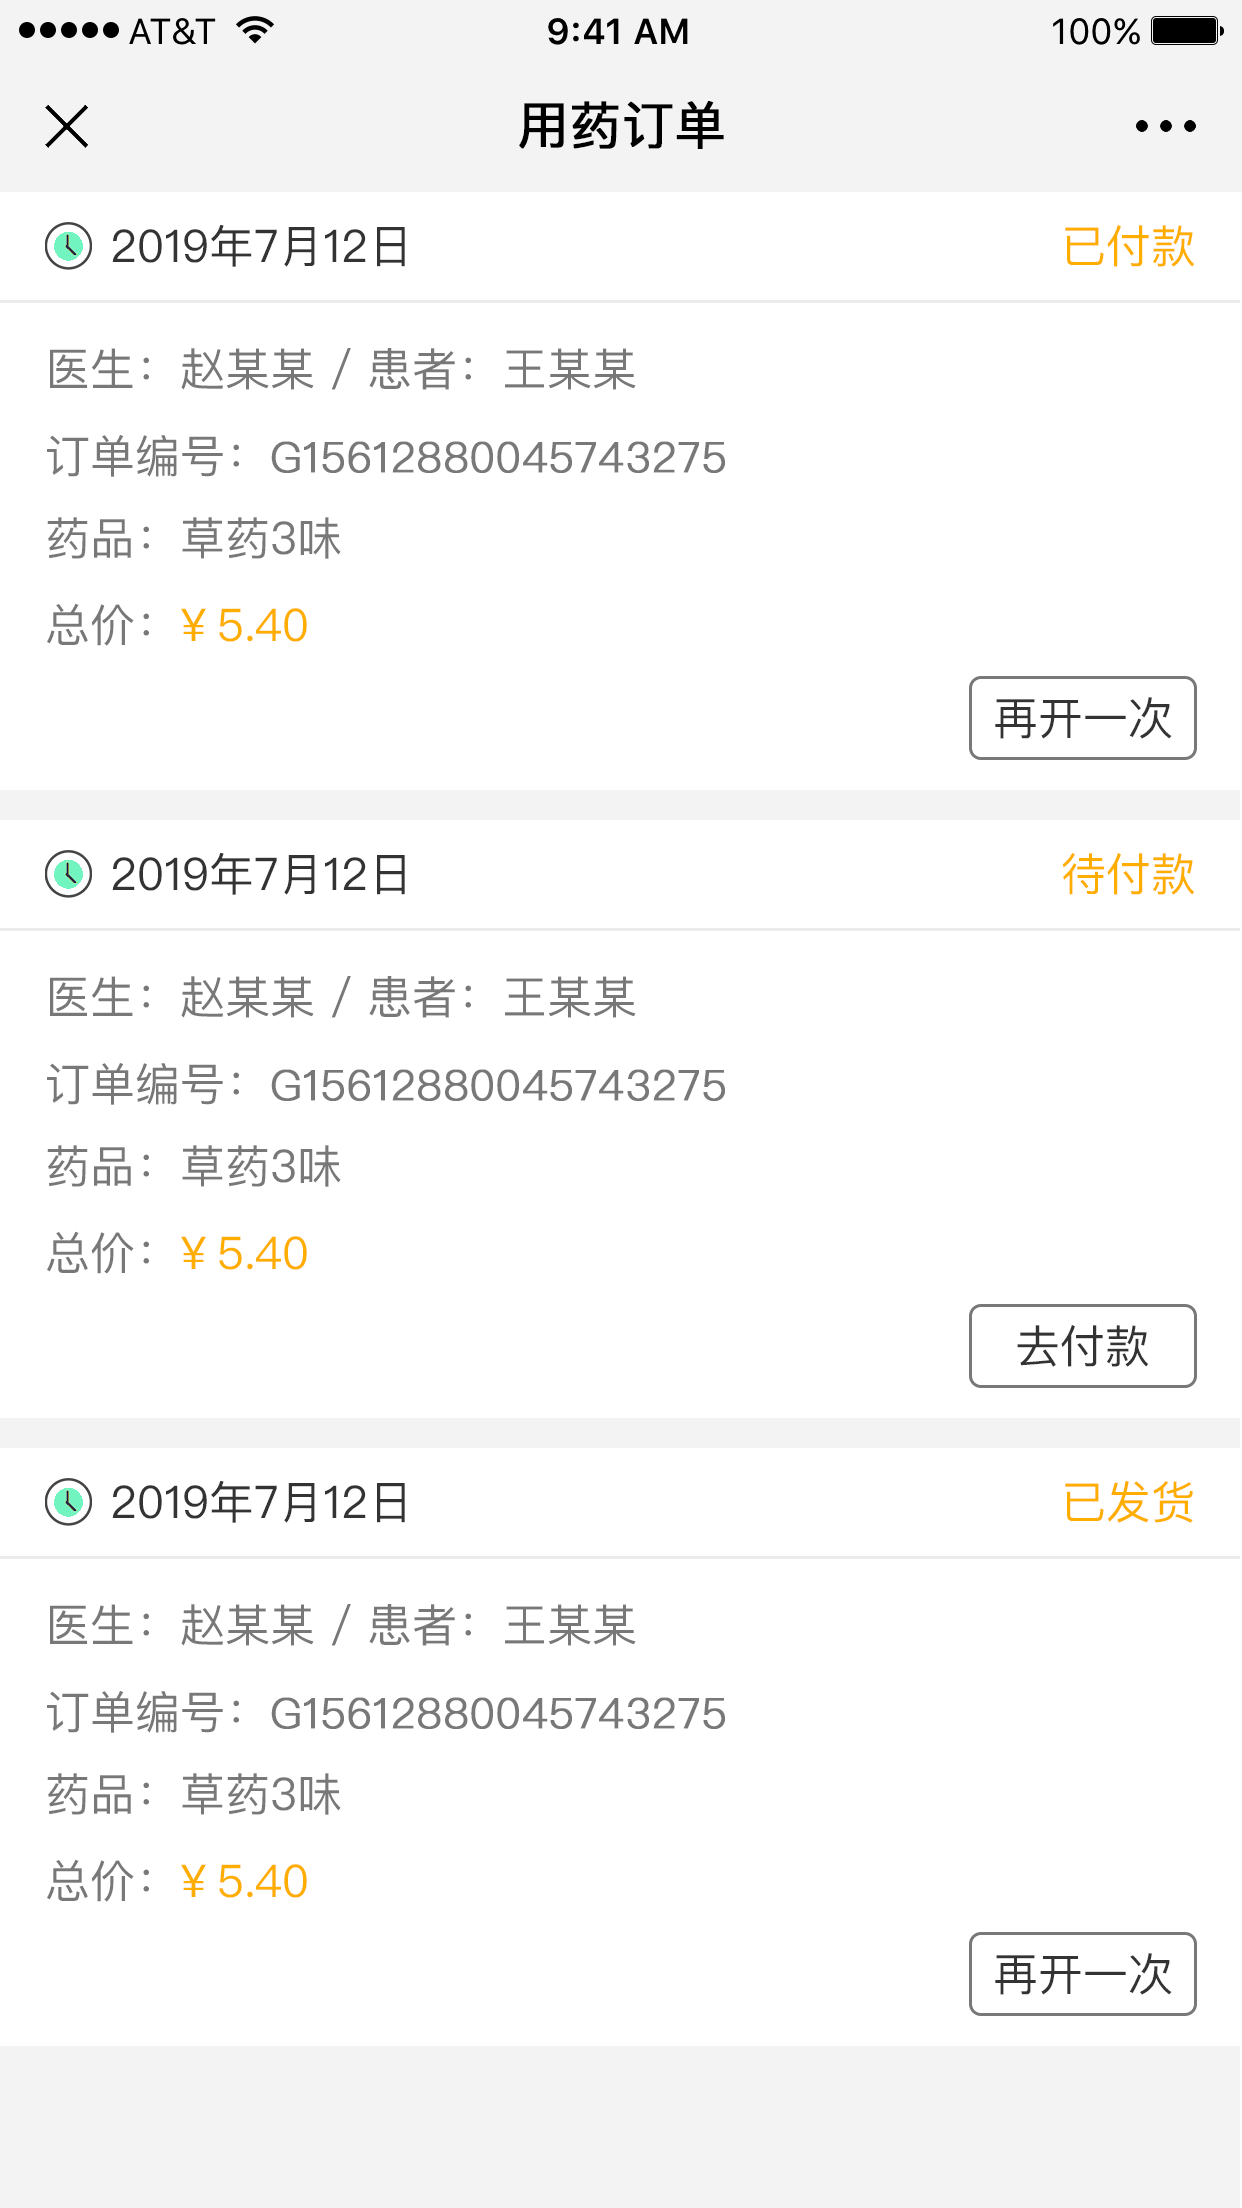 AT&T 9:41 AM 100%
用药订单
2019年7月12日 已付款
医生：赵某某 / 患者：王某某
订单编号：G15612880045743275
药品：草药3味
总价：¥ 5.40
再开一次
2019年7月12日 待付款
医生：赵某某 / 患者：王某某
订单编号：G15612880045743275
药品：草药3味
总价：¥ 5.40
去付款
2019年7月12日 已发货
医生：赵某某 / 患者：王某某
订单编号：G15612880045743275
药品：草药3味
总价：¥ 5.40
再开一次